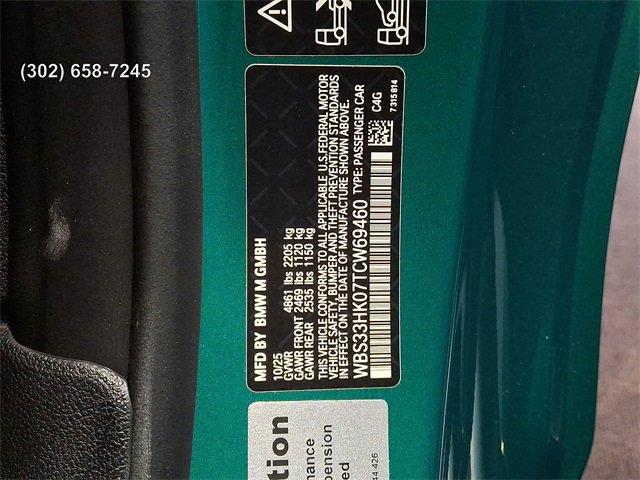 (302) 658-7245
MFD BY BMW M GMBH
10/25
GVWR 4861 lbs 2205 kg
GAWR FRONT 2469 lbs 1120 kg
GAWR REAR 2535 lbs 1150 kg
THIS VEHICLE CONFORMS TO ALL APPLICABLE U.S.FEDERAL MOTOR
VEHICLE SAFETY, BUMPER AND THEFT PREVENTION STANDARDS
IN EFFECT ON THE DATE OF MANUFACTURE SHOWN ABOVE.
WBS33HK07TCW69460 TYPE: PASSENGER CAR
C4G
7 315 814
tion
nance
pension
ed
44 426